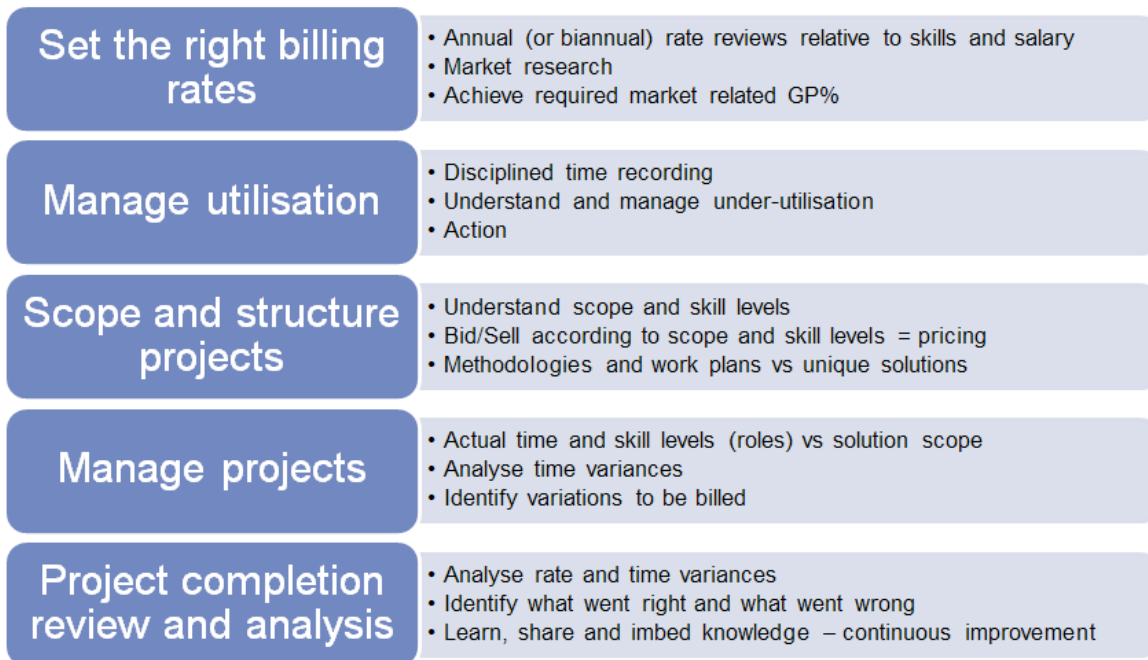 Set the right billing
rates
• Annual (or biannual) rate reviews relative to skills and salary
• Market research
• Achieve required market related GP%
Manage utilisation
• Disciplined time recording
• Understand and manage under-utilisation
• Action
Scope and structure
projects
• Understand scope and skill levels
• Bid/Sell according to scope and skill levels = pricing
• Methodologies and work plans vs unique solutions
Manage projects
• Actual time and skill levels (roles) vs solution scope
• Analyse time variances
• Identify variations to be billed
Project completion
review and analysis
• Analyse rate and time variances
• Identify what went right and what went wrong
• Learn, share and imbed knowledge – continuous improvement